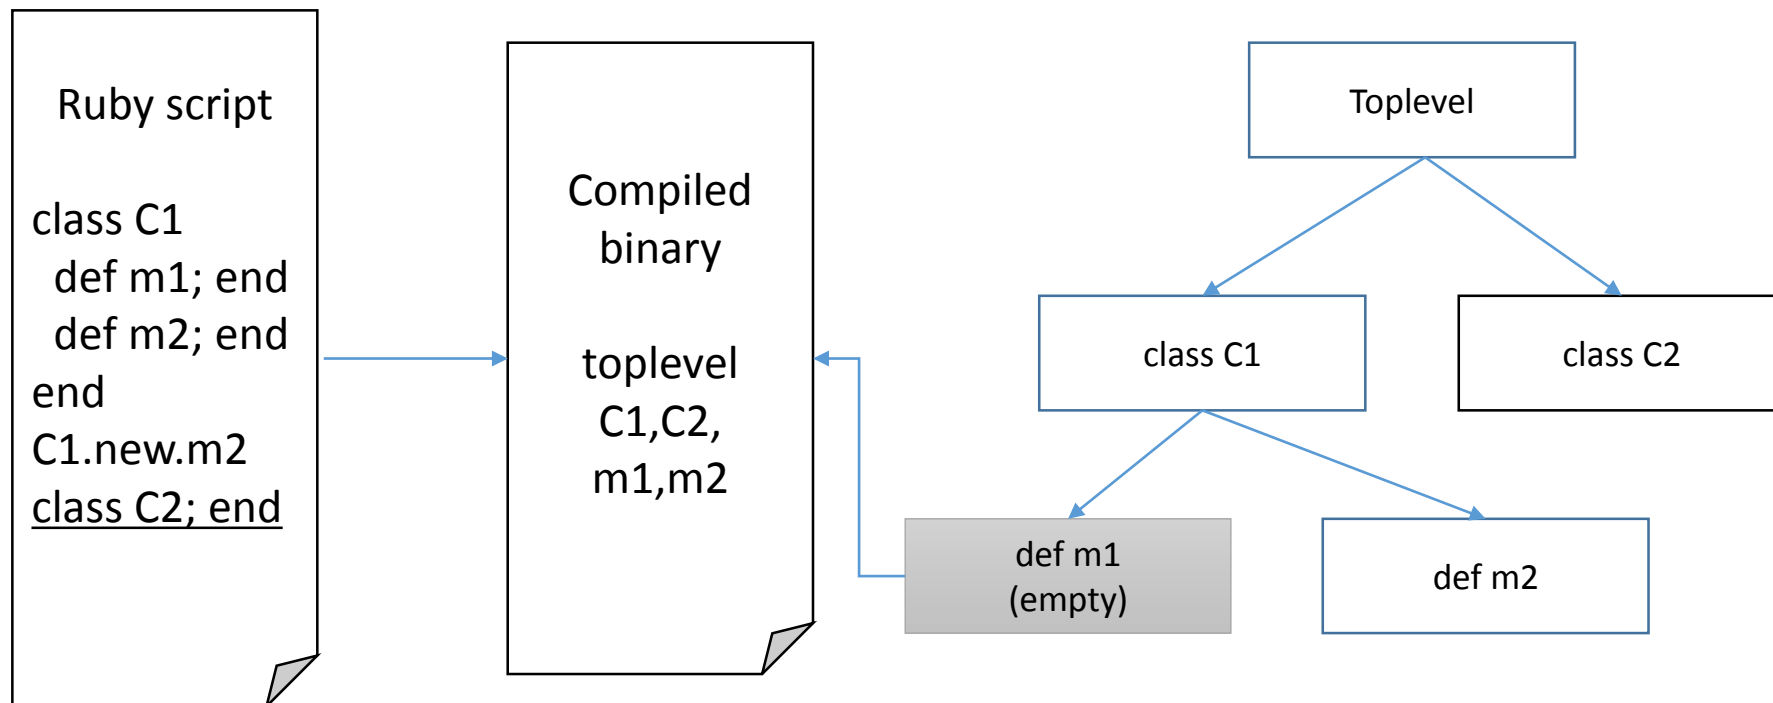 Ruby script
class C1
def m1; end
def m2; end
end
C1.new.m2
class C2; end
Compiled
binary
toplevel
C1,C2,
m1,m2
Toplevel
class C1
class C2
def m1
(empty)
def m2